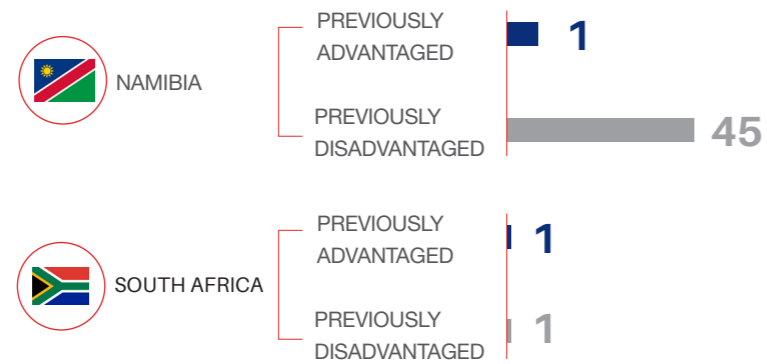 PREVIOUSLY
ADVANTAGED
1
NAMIBIA
PREVIOUSLY
DISADVANTAGED
45
PREVIOUSLY
ADVANTAGED
1
SOUTH AFRICA
PREVIOUSLY
DISADVANTAGED
1